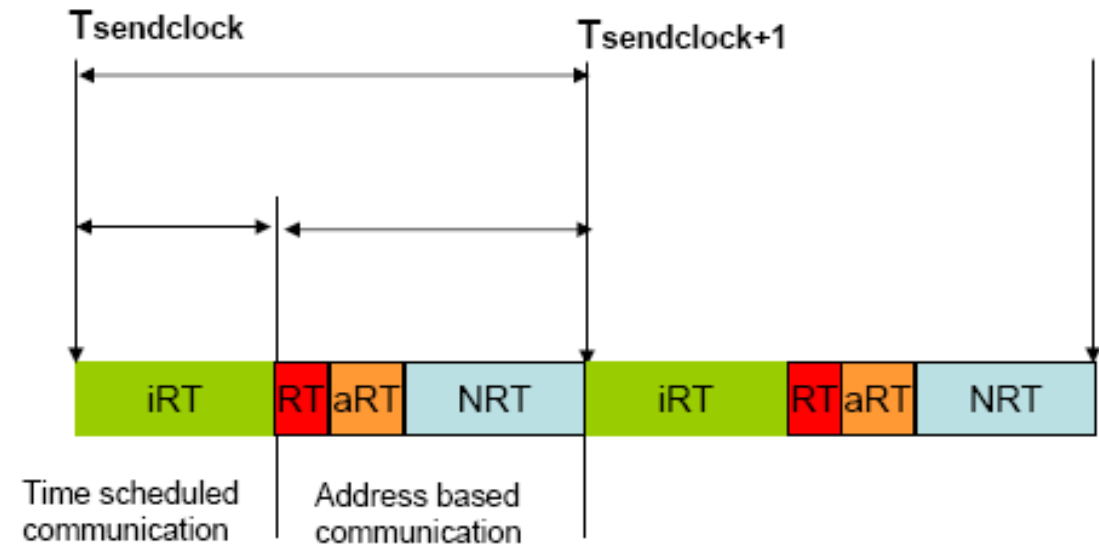 Tsendclock
Tsendclock+1
iRT RT aRT NRT iRT RT aRT NRT
Time scheduled
communication
Address based
communication